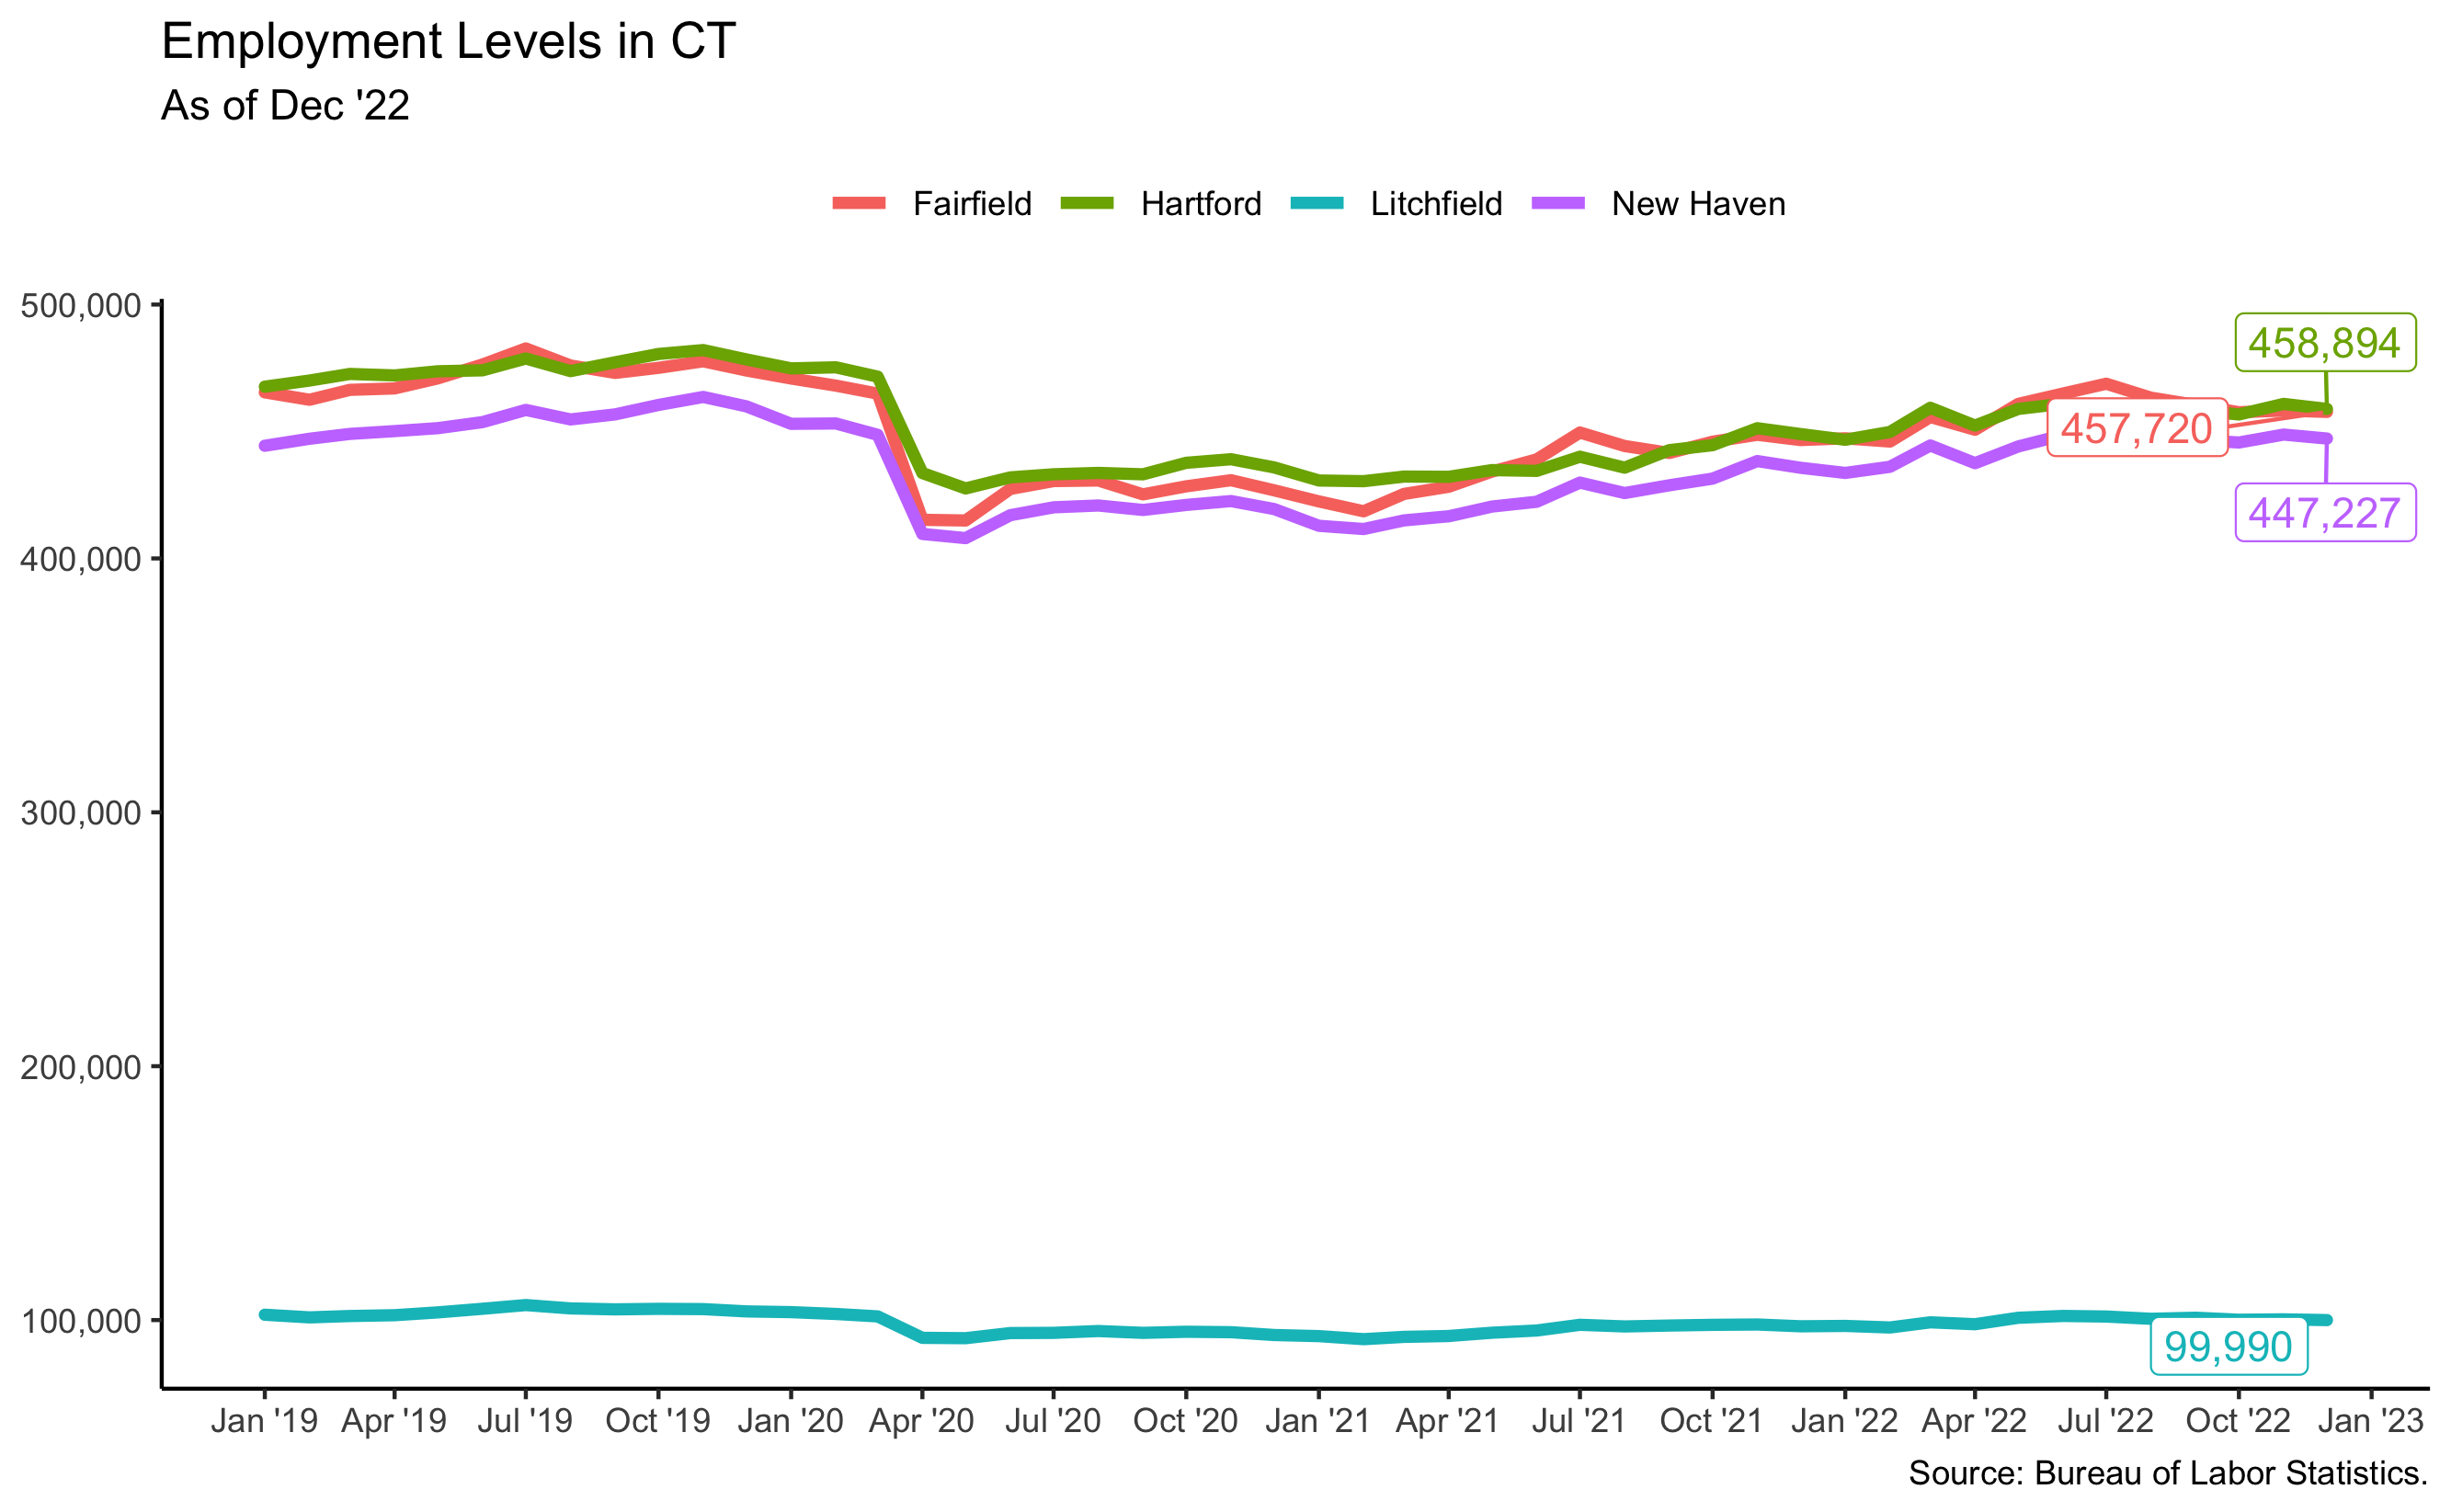 Employment Levels in CT
As of Dec '22
Fairfield Hartford Litchfield New Haven
500,000
400,000
300,000
200,000
100,000
458,894
457,720
447,227
99,990
Jan '19 Apr '19 Jul '19 Oct '19 Jan '20 Apr '20 Jul '20 Oct '20 Jan '21 Apr '21 Jul '21 Oct '21 Jan '22 Apr '22 Jul '22 Oct '22 Jan '23
Source: Bureau of Labor Statistics.